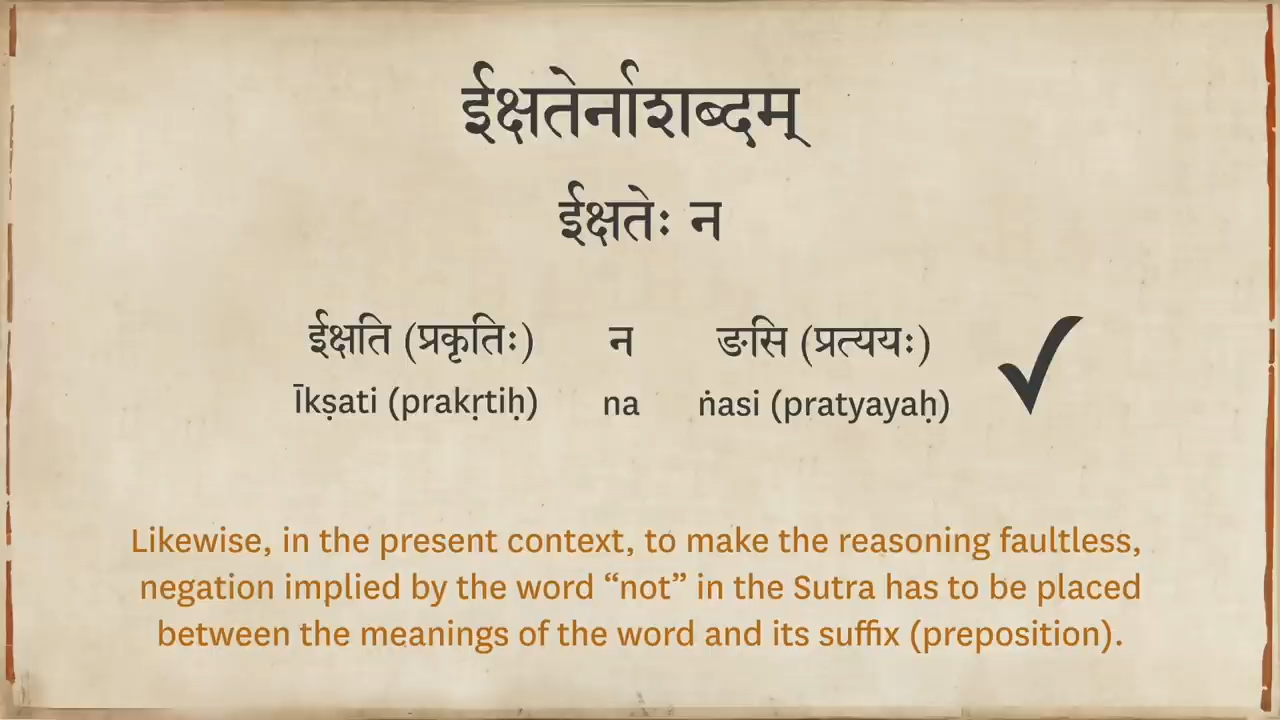 ईक्षतेर्नाशब्दम्
ईक्षतेः न
ईक्षति (प्रकृतिः) न ङसि (प्रत्ययः)
Īkṣati (prakṛtiḥ) na ṅasi (pratyayaḥ)
Likewise, in the present context, to make the reasoning faultless,
negation implied by the word “not” in the Sutra has to be placed
between the meanings of the word and its suffix (preposition).